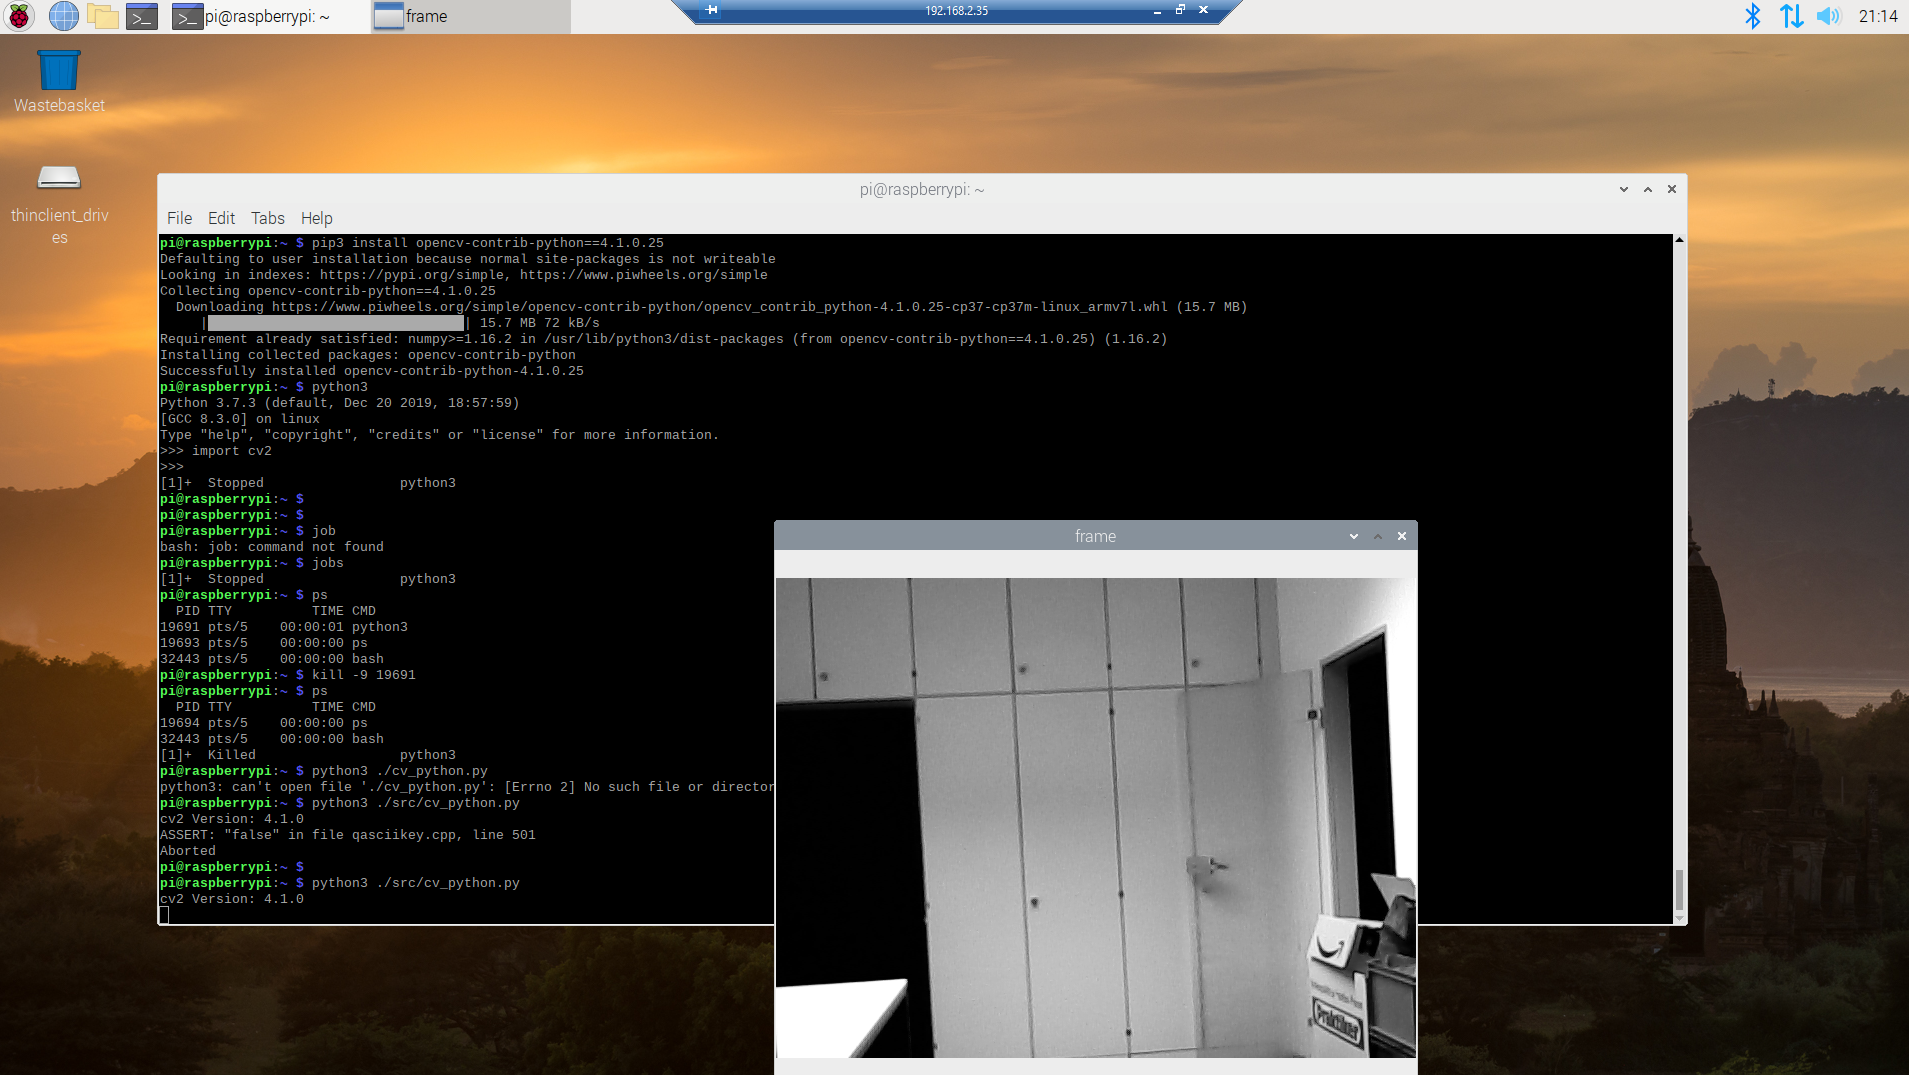 pi@raspberrypi: ~
frame
192.168.2.35
21:14
Wastebasket
thinclient_driv
es
pi@raspberrypi: ~
File Edit Tabs Help
pi@raspberrypi:~ $ pip3 install opencv-contrib-python==4.1.0.25
Defaulting to user installation because normal site-packages is not writeable
Looking in indexes: https://pypi.org/simple, https://www.piwheels.org/simple
Collecting opencv-contrib-python==4.1.0.25
  Downloading https://www.piwheels.org/simple/opencv-contrib-python/opencv_contrib_python-4.1.0.25-cp37-cp37m-linux_armv7l.whl (15.7 MB)
| | 15.7 MB 72 kB/s
Requirement already satisfied: numpy>=1.16.2 in /usr/lib/python3/dist-packages (from opencv-contrib-python==4.1.0.25) (1.16.2)
Installing collected packages: opencv-contrib-python
Successfully installed opencv-contrib-python-4.1.0.25
pi@raspberrypi:~ $ python3
Python 3.7.3 (default, Dec 20 2019, 18:57:59)
[GCC 8.3.0] on linux
Type "help", "copyright", "credits" or "license" for more information.
>>> import cv2
>>>
[1]+  Stopped                 python3
pi@raspberrypi:~ $
pi@raspberrypi:~ $
pi@raspberrypi:~ $ job
bash: job: command not found
pi@raspberrypi:~ $ jobs
[1]+  Stopped                 python3
pi@raspberrypi:~ $ ps
  PID TTY          TIME CMD
19691 pts/5    00:00:01 python3
19693 pts/5    00:00:00 ps
32443 pts/5    00:00:00 bash
pi@raspberrypi:~ $ kill -9 19691
pi@raspberrypi:~ $ ps
  PID TTY          TIME CMD
19694 pts/5    00:00:00 ps
32443 pts/5    00:00:00 bash
[1]+  Killed                  python3
pi@raspberrypi:~ $ python3 ./cv_python.py
python3: can't open file './cv_python.py': [Errno 2] No such file or director
pi@raspberrypi:~ $ python3 ./src/cv_python.py
cv2 Version: 4.1.0
ASSERT: "false" in file qasciikey.cpp, line 501
Aborted
pi@raspberrypi:~ $
pi@raspberrypi:~ $ python3 ./src/cv_python.py
cv2 Version: 4.1.0
frame
Praktiker